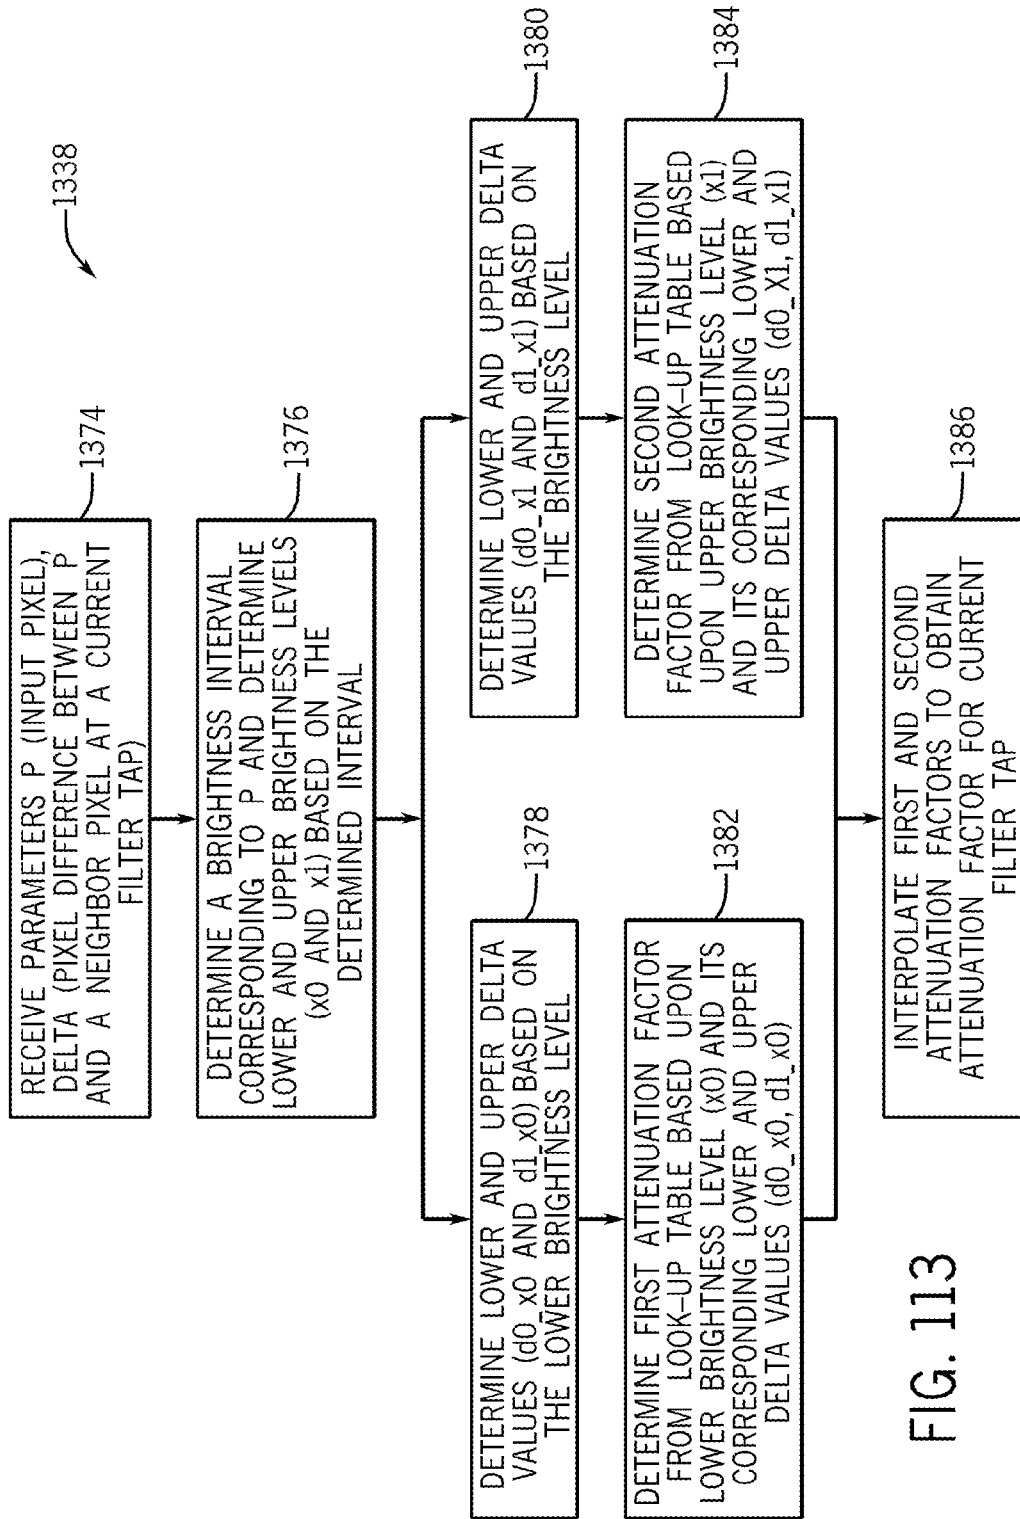 1338
RECEIVE PARAMETERS P (INPUT PIXEL),
DELTA (PIXEL DIFFERENCE BETWEEN P
AND A NEIGHBOR PIXEL AT A CURRENT
FILTER TAP)
1374
DETERMINE A BRIGHTNESS INTERVAL
CORRESPONDING TO P AND DETERMINE
LOWER AND UPPER BRIGHTNESS LEVELS
(x0 AND x1) BASED ON THE
DETERMINED INTERVAL
1376
DETERMINE LOWER AND UPPER DELTA
VALUES (d0_x0 AND d1_x0) BASED ON
THE LOWER BRIGHTNESS LEVEL
1378
DETERMINE LOWER AND UPPER DELTA
VALUES (d0_x1 AND d1_x1) BASED ON
THE BRIGHTNESS LEVEL
1380
DETERMINE FIRST ATTENUATION FACTOR
FROM LOOK-UP TABLE BASED UPON
LOWER BRIGHTNESS LEVEL (x0) AND ITS
CORRESPONDING LOWER AND UPPER
DELTA VALUES (d0_x0, d1_x0)
1382
DETERMINE SECOND ATTENUATION
FACTOR FROM LOOK-UP TABLE BASED
UPON UPPER BRIGHTNESS LEVEL (x1)
AND ITS CORRESPONDING LOWER AND
UPPER DELTA VALUES (d0_X1, d1_x1)
1384
INTERPOLATE FIRST AND SECOND
ATTENUATION FACTORS TO OBTAIN
ATTENUATION FACTOR FOR CURRENT
FILTER TAP
1386
FIG. 113